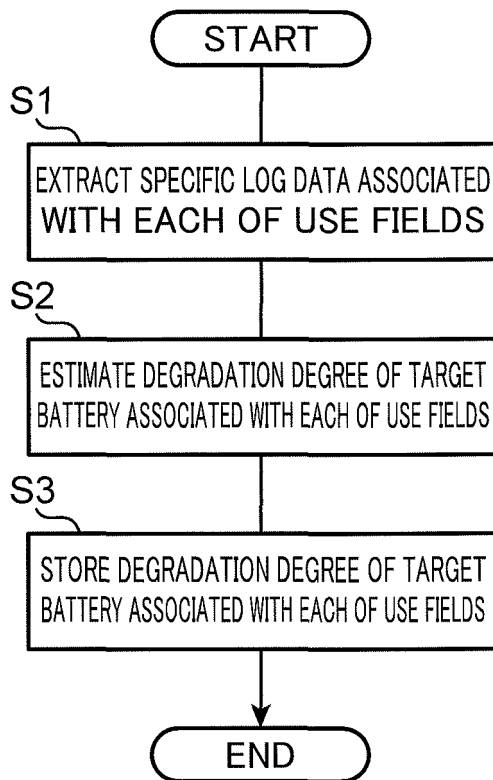 START
S1
EXTRACT SPECIFIC LOG DATA ASSOCIATED
WITH EACH OF USE FIELDS
S2
ESTIMATE DEGRADATION DEGREE OF TARGET
BATTERY ASSOCIATED WITH EACH OF USE FIELDS
S3
STORE DEGRADATION DEGREE OF TARGET
BATTERY ASSOCIATED WITH EACH OF USE FIELDS
END